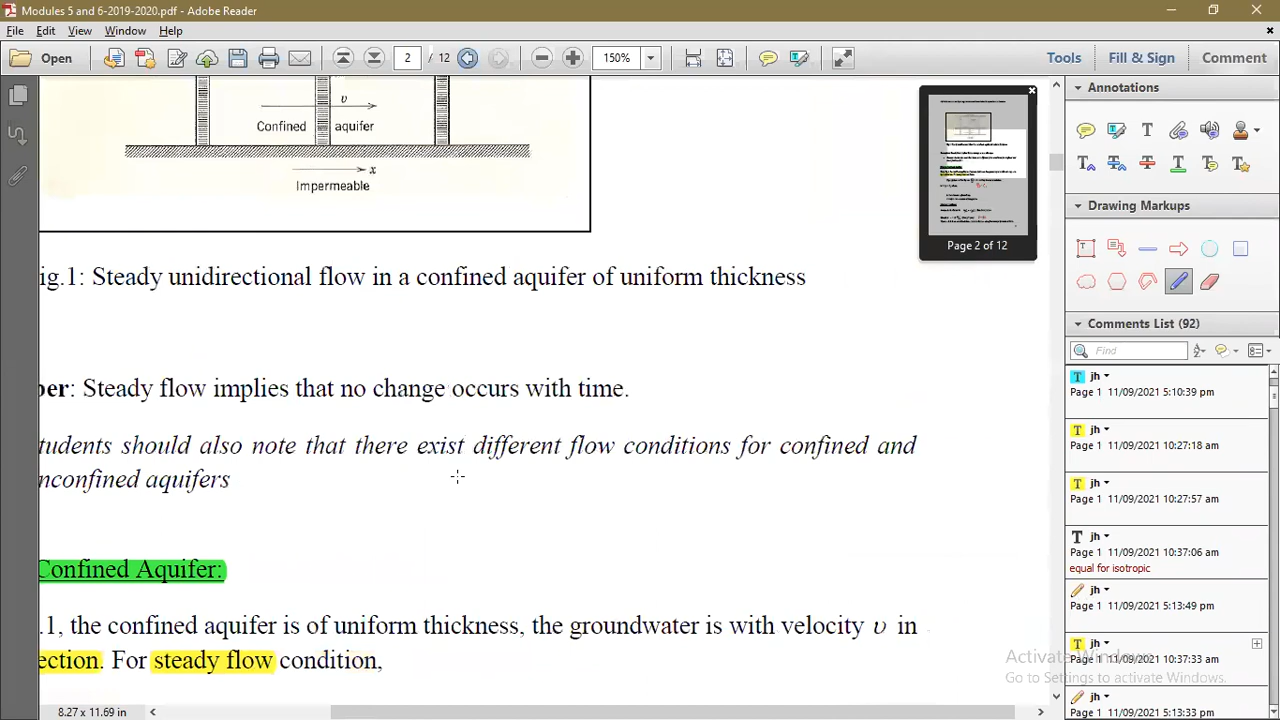 Modules 5 and 6-2019-2020.pdf - Adobe Reader
File Edit View Window Help
Open 2 / 12 150% Tools Fill & Sign Comment
υ
Confined aquifer
x
Impermeable
ig.1: Steady unidirectional flow in a confined aquifer of uniform thickness
ber: Steady flow implies that no change occurs with time.
tudents should also note that there exist different flow conditions for confined and
nconfined aquifers
Confined Aquifer:
.1, the confined aquifer is of uniform thickness, the groundwater is with velocity υ in
ection. For steady flow condition,
8.27 x 11.69 in
Page 2 of 12
Annotations
Drawing Markups
Comments List (92)
Find
jh
Page 1 11/09/2021 5:10:39 pm
jh
Page 1 11/09/2021 10:27:18 am
jh
Page 1 11/09/2021 10:27:57 am
jh
Page 1 11/09/2021 10:37:06 am
equal for isotropic
jh
Page 1 11/09/2021 5:13:49 pm
jh
Page 1 11/09/2021 10:37:33 am
jh
Page 1 11/09/2021 5:13:33 pm
Activate Windows
Go to Settings to activate Windows.